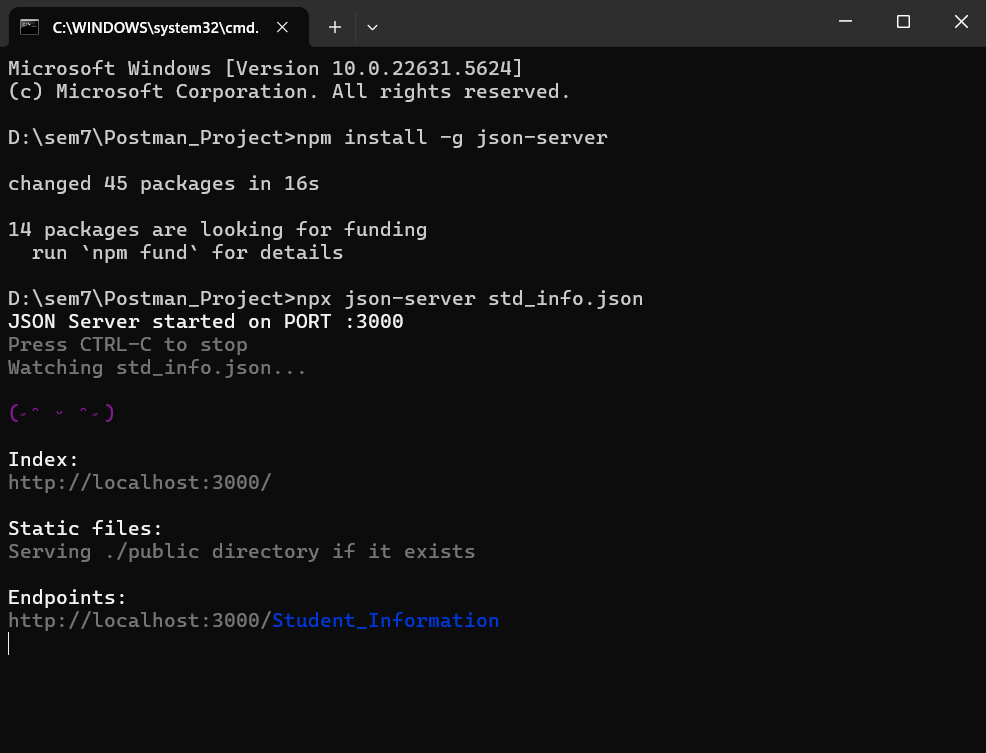 C:\WINDOWS\system32\cmd.
Microsoft Windows [Version 10.0.22631.5624]
(c) Microsoft Corporation. All rights reserved.
D:\sem7\Postman_Project>npm install -g json-server
changed 45 packages in 16s
14 packages are looking for funding
  run `npm fund` for details
D:\sem7\Postman_Project>npx json-server std_info.json
JSON Server started on PORT :3000
Press CTRL-C to stop
Watching std_info.json...
(˶ᵔ ᵕ ᵔ˶)
Index:
http://localhost:3000/
Static files:
Serving ./public directory if it exists
Endpoints:
http://localhost:3000/Student_Information